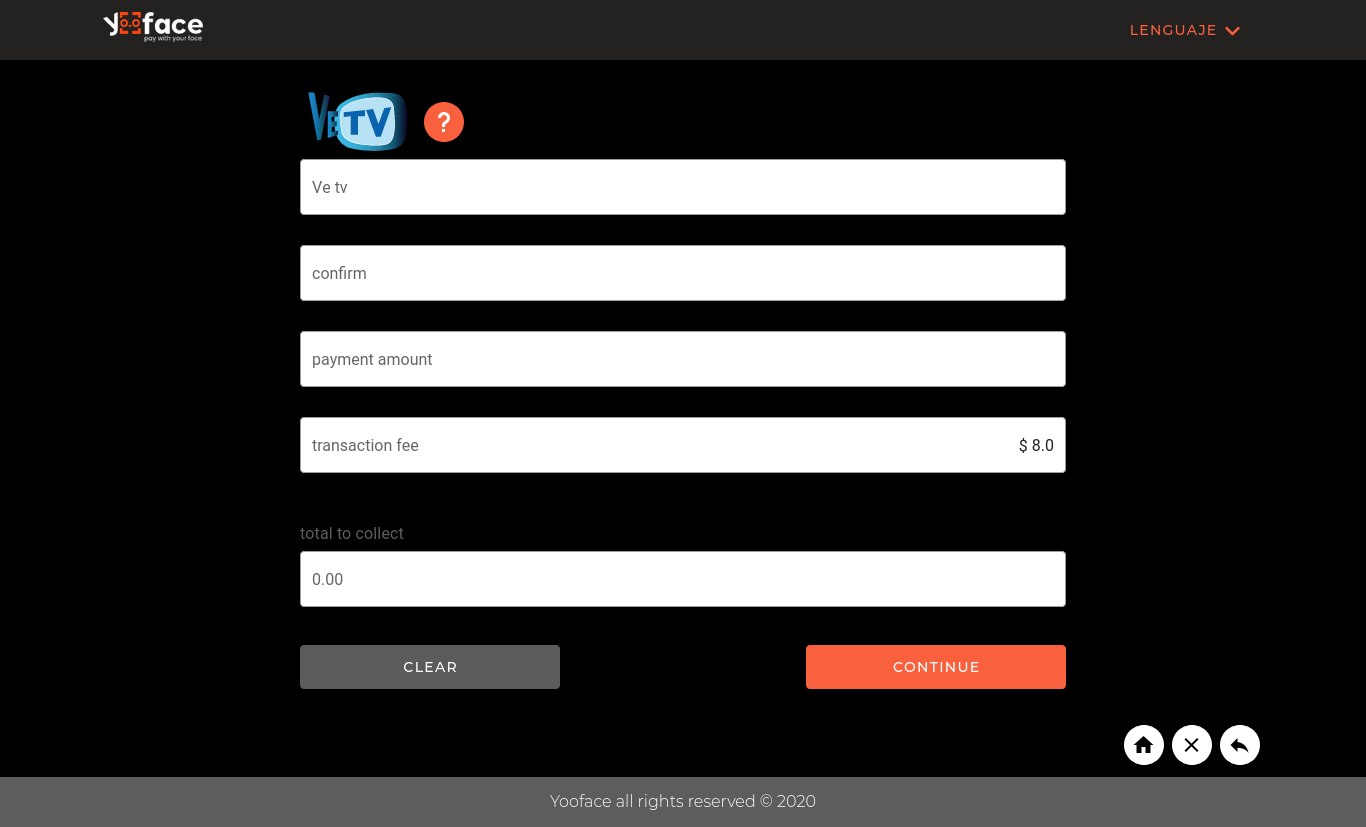 yooface
pay with your face
LENGUAJE
VeTV
?
Ve tv
confirm
payment amount
transaction fee $ 8.0
total to collect
0.00
CLEAR CONTINUE
Yooface all rights reserved © 2020